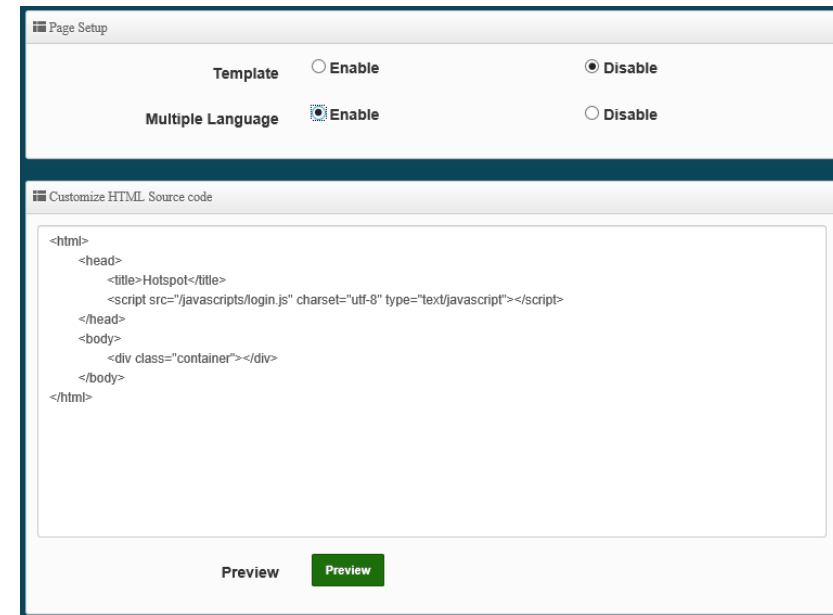 Page Setup
Template Enable Disable
Multiple Language Enable Disable
Customize HTML Source code
<html>
<head>
<title>Hotspot</title>
<script src="/javascripts/login.js" charset="utf-8" type="text/javascript"></script>
</head>
<body>
<div class="container"></div>
</body>
</html>
Preview Preview